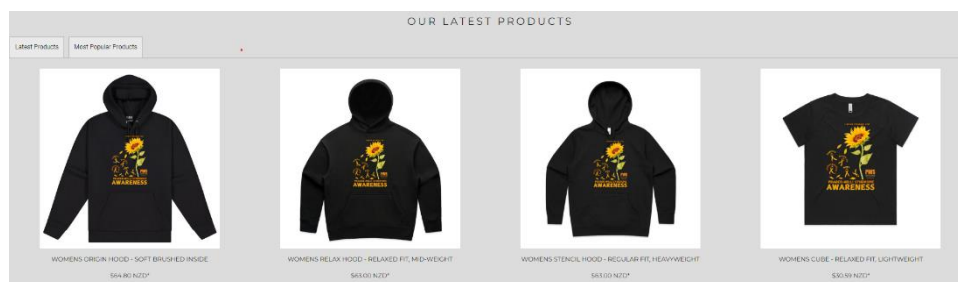 OUR LATEST PRODUCTS
Latest Products
Most Popular Products
AWARENESS
AWARENESS
AWARENESS
AWARENESS
WOMENS ORIGIN HOOD - SOFT BRUSHED INSIDE
WOMENS RELAX HOOD - RELAXED FIT, MID-WEIGHT
WOMENS STENCIL HOOD - REGULAR FIT, HEAVYWEIGHT
WOMENS CUBE - RELAXED FIT, LIGHTWEIGHT
$64.80 NZD*
$63.00 NZD*
$63.00 NZD*
$30.59 NZD*